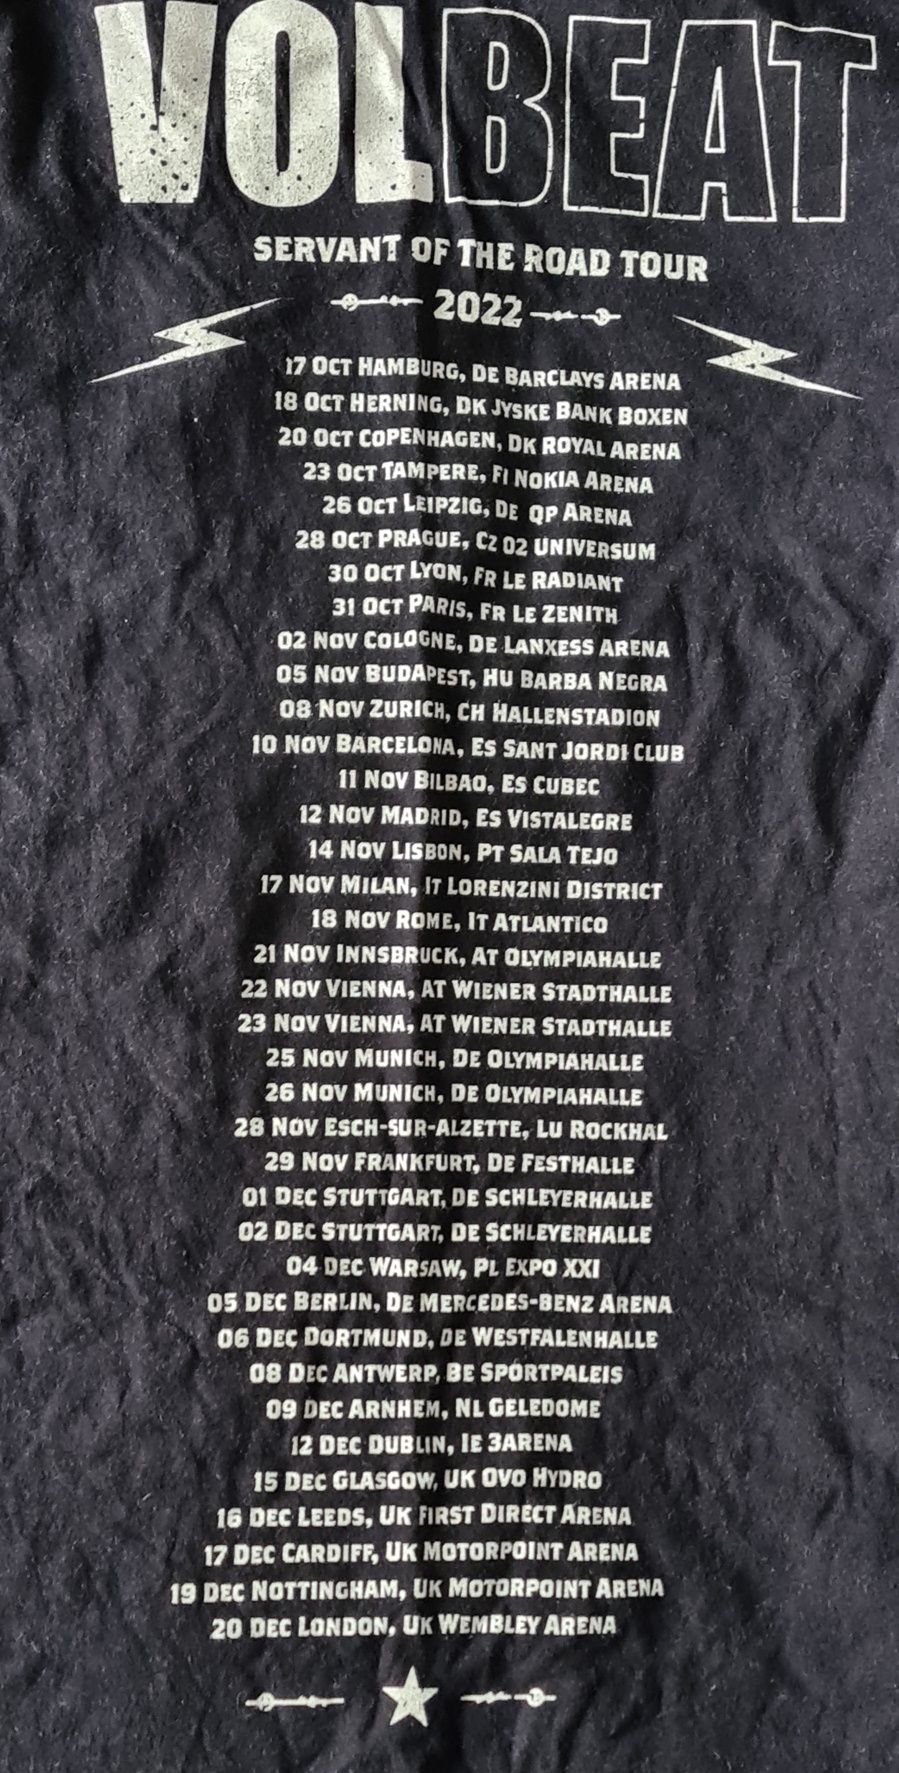 VOLBEAT
SERVANT OF THE ROAD TOUR
2022
17 OCT HAMBURG, DE BARCLAYS ARENA
18 OCT HERNING, DK JYSKE BANK BOXEN
20 OCT COPENHAGEN, DK ROYAL ARENA
23 OCT TAMPERE, FI NOKIA ARENA
26 OCT LEIPZIG, DE QP ARENA
28 OCT PRAGUE, CZ O2 UNIVERSUM
30 OCT LYON, FR LE RADIANT
31 OCT PARIS, FR LE ZENITH
02 NOV COLOGNE, DE LANXESS ARENA
05 NOV BUDAPEST, HU BARBA NEGRA
08 NOV ZURICH, CH HALLENSTADION
10 NOV BARCELONA, ES SANT JORDI CLUB
11 NOV BILBAO, ES CUBEC
12 NOV MADRID, ES VISTALEGRE
14 NOV LISBON, PT SALA TEJO
17 NOV MILAN, IT LORENZINI DISTRICT
18 NOV ROME, IT ATLANTICO
21 NOV INNSBRUCK, AT OLYMPIAHALLE
22 NOV VIENNA, AT WIENER STADTHALLE
23 NOV VIENNA, AT WIENER STADTHALLE
25 NOV MUNICH, DE OLYMPIAHALLE
26 NOV MUNICH, DE OLYMPIAHALLE
28 NOV ESCH-SUR-ALZETTE, LU ROCKHAL
29 NOV FRANKFURT, DE FESTHALLE
01 DEC STUTTGART, DE SCHLEYERHALLE
02 DEC STUTTGART, DE SCHLEYERHALLE
04 DEC WARSAW, PL EXPO XXI
05 DEC BERLIN, DE MERCEDES-BENZ ARENA
06 DEC DORTMUND, DE WESTFALENHALLE
08 DEC ANTWERP, BE SPORTPALEIS
09 DEC ARNHEM, NL GELEDOME
12 DEC DUBLIN, IE 3ARENA
15 DEC GLASGOW, UK OVO HYDRO
16 DEC LEEDS, UK FIRST DIRECT ARENA
17 DEC CARDIFF, UK MOTORPOINT ARENA
19 DEC NOTTINGHAM, UK MOTORPOINT ARENA
20 DEC LONDON, UK WEMBLEY ARENA